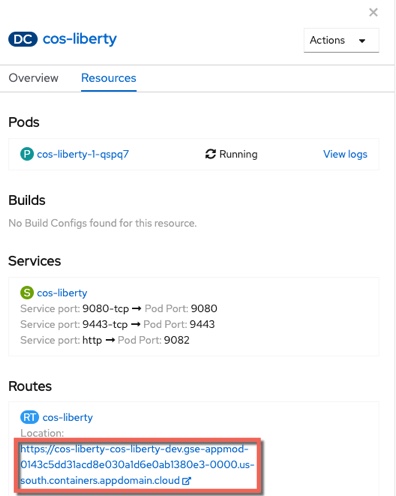 ×
DC cos-liberty
Actions
Overview Resources
Pods
P cos-liberty-1-qspq7 Running View logs
Builds
No Build Configs found for this resource.
Services
S cos-liberty
Service port: 9080-tcp → Pod Port: 9080
Service port: 9443-tcp → Pod Port: 9443
Service port: http → Pod Port: 9082
Routes
RT cos-liberty
Location:
https://cos-liberty-cos-liberty-dev.gse-appmod-
0143c5dd31acd8e030a1d6e0ab1380e3-0000.us-
south.containers.appdomain.cloud